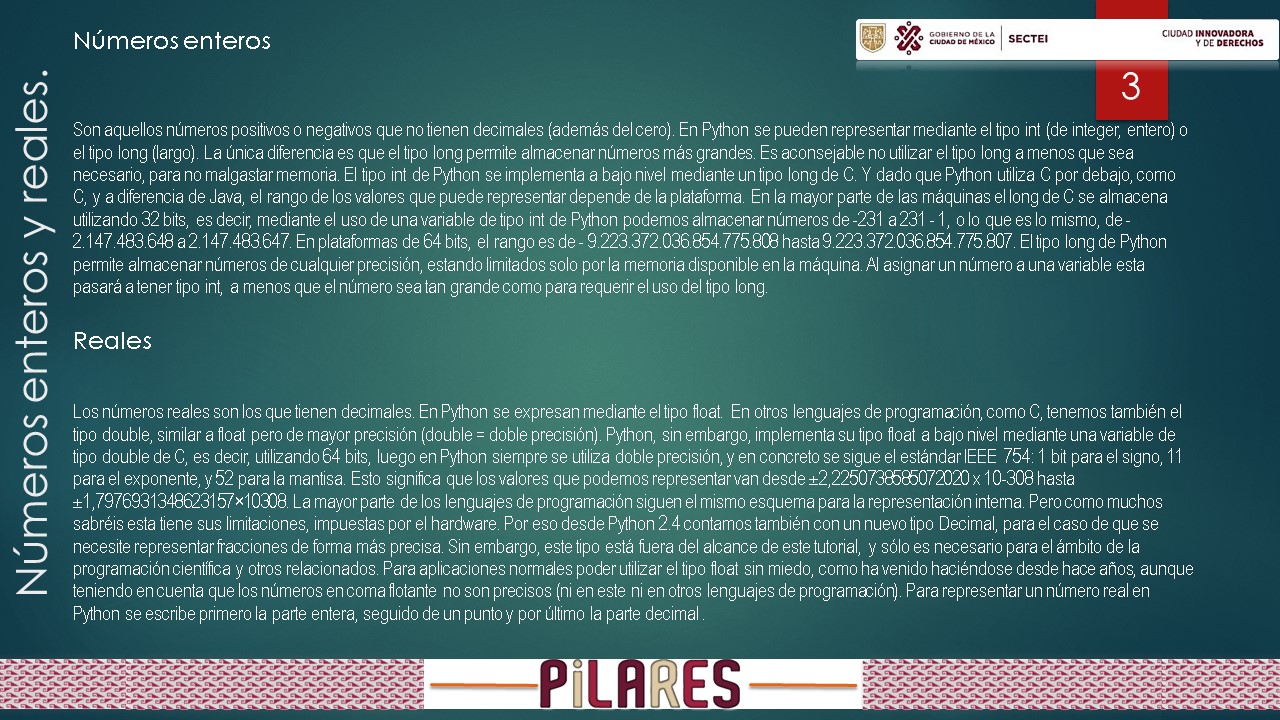 Números enteros
GOBIERNO DE LA
CIUDAD DE MÉXICO
SECTEI
CIUDAD INNOVADORA
Y DE DERECHOS
3
Números enteros y reales.
Son aquellos números positivos o negativos que no tienen decimales (además del cero). En Python se pueden representar mediante el tipo int (de integer, entero) o
el tipo long (largo). La única diferencia es que el tipo long permite almacenar números más grandes. Es aconsejable no utilizar el tipo long a menos que sea
necesario, para no malgastar memoria. El tipo int de Python se implementa a bajo nivel mediante un tipo long de C. Y dado que Python utiliza C por debajo, como
C, y a diferencia de Java, el rango de los valores que puede representar depende de la plataforma. En la mayor parte de las máquinas el long de C se almacena
utilizando 32 bits, es decir, mediante el uso de una variable de tipo int de Python podemos almacenar números de -231 a 231 - 1, o lo que es lo mismo, de -
2.147.483.648 a 2.147.483.647. En plataformas de 64 bits, el rango es de - 9.223.372.036.854.775.808 hasta 9.223.372.036.854.775.807. El tipo long de Python
permite almacenar números de cualquier precisión, estando limitados solo por la memoria disponible en la máquina. Al asignar un número a una variable esta
pasará a tener tipo int, a menos que el número sea tan grande como para requerir el uso del tipo long.
Reales
Los números reales son los que tienen decimales. En Python se expresan mediante el tipo float. En otros lenguajes de programación, como C, tenemos también el
tipo double, similar a float pero de mayor precisión (double = doble precisión). Python, sin embargo, implementa su tipo float a bajo nivel mediante una variable de
tipo double de C, es decir, utilizando 64 bits, luego en Python siempre se utiliza doble precisión, y en concreto se sigue el estándar IEEE 754: 1 bit para el signo, 11
para el exponente, y 52 para la mantisa. Esto significa que los valores que podemos representar van desde ±2,2250738585072020 x 10-308 hasta
±1,7976931348623157×10308. La mayor parte de los lenguajes de programación siguen el mismo esquema para la representación interna. Pero como muchos
sabréis esta tiene sus limitaciones, impuestas por el hardware. Por eso desde Python 2.4 contamos también con un nuevo tipo Decimal, para el caso de que se
necesite representar fracciones de forma más precisa. Sin embargo, este tipo está fuera del alcance de este tutorial, y sólo es necesario para el ámbito de la
programación científica y otros relacionados. Para aplicaciones normales poder utilizar el tipo float sin miedo, como ha venido haciéndose desde hace años, aunque
teniendo en cuenta que los números en coma flotante no son precisos (ni en este ni en otros lenguajes de programación). Para representar un número real en
Python se escribe primero la parte entera, seguido de un punto y por último la parte decimal.
PiLARES